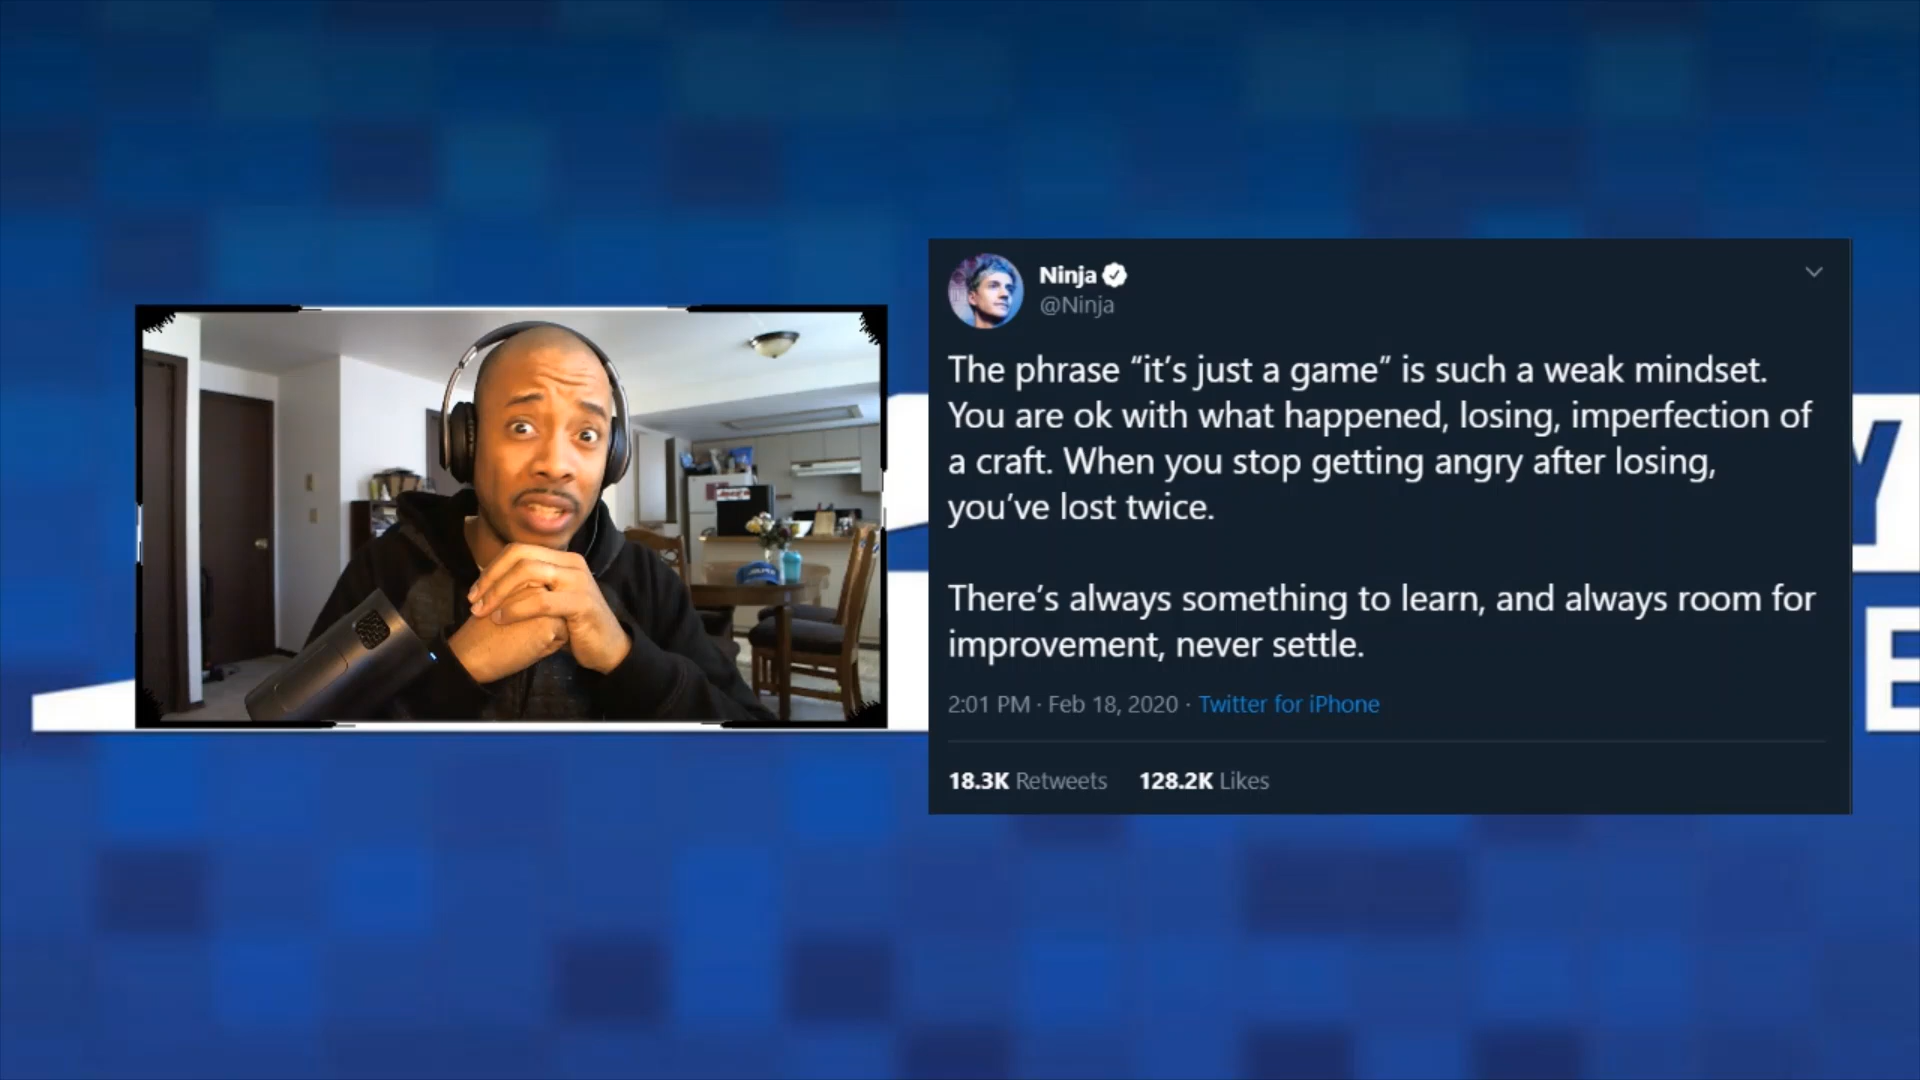 Ninja
@Ninja
The phrase “it’s just a game” is such a weak mindset.
You are ok with what happened, losing, imperfection of
a craft. When you stop getting angry after losing,
you’ve lost twice.
There’s always something to learn, and always room for
improvement, never settle.
2:01 PM · Feb 18, 2020 · Twitter for iPhone
18.3K Retweets 128.2K Likes
Y
E